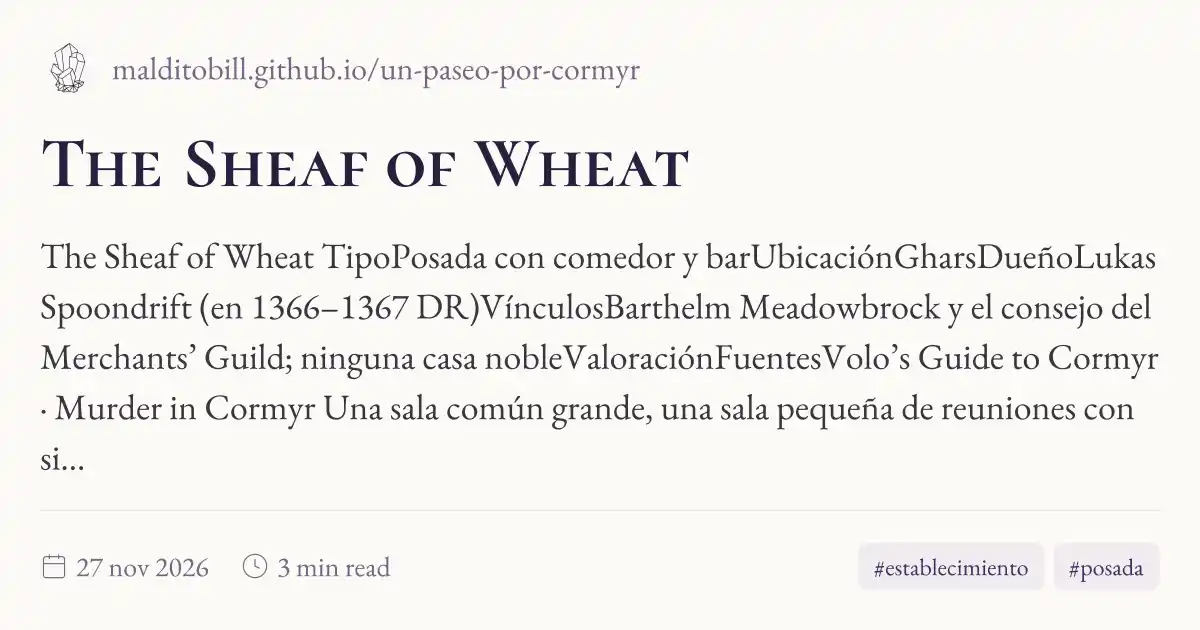 malditobill.github.io/un-paseo-por-cormyr
The Sheaf of Wheat
The Sheaf of Wheat TipoPosada con comedor y barUbicaciónGharsDueñoLukas
Spoondrift (en 1366–1367 DR)VínculosBarthelm Meadowbrock y el consejo del
Merchants’ Guild; ninguna casa nobleValoraciónFuentesVolo’s Guide to Cormyr
· Murder in Cormyr Una sala común grande, una sala pequeña de reuniones con
si...
27 nov 2026
3 min read
#establecimiento
#posada